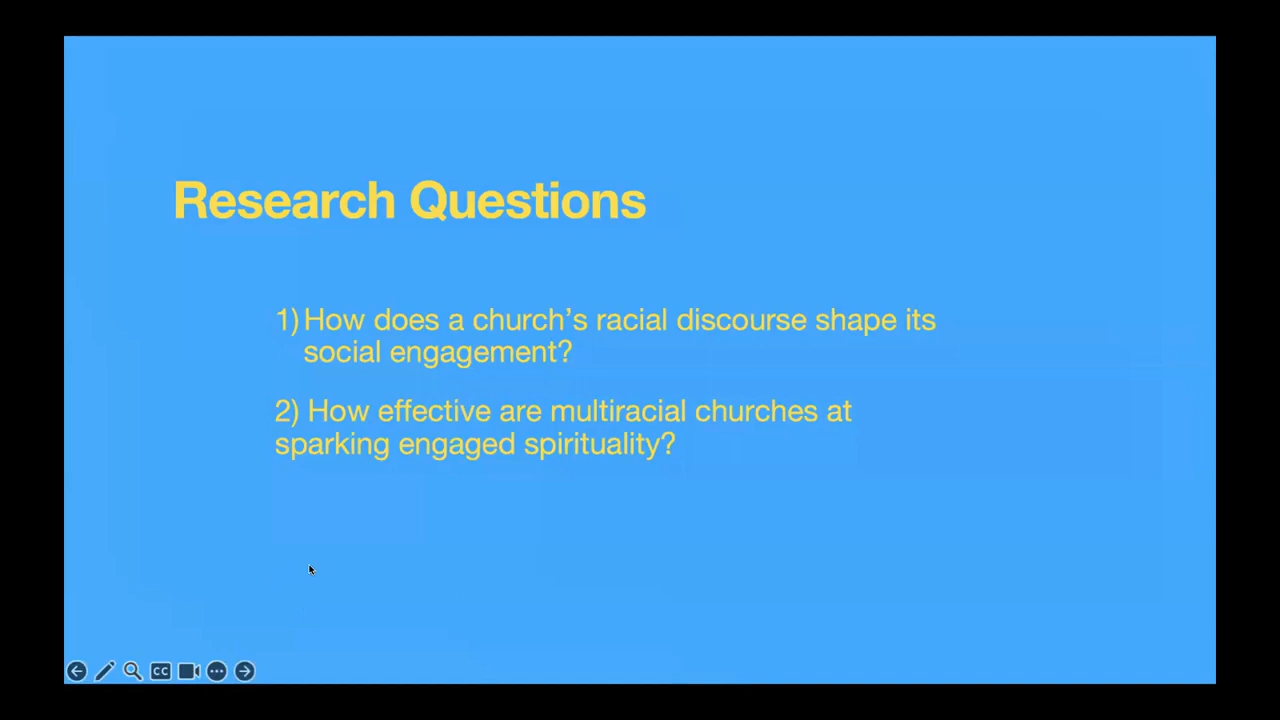 Research Questions
1) How does a church's racial discourse shape its
social engagement?
2) How effective are multiracial churches at
sparking engaged spirituality?
CC